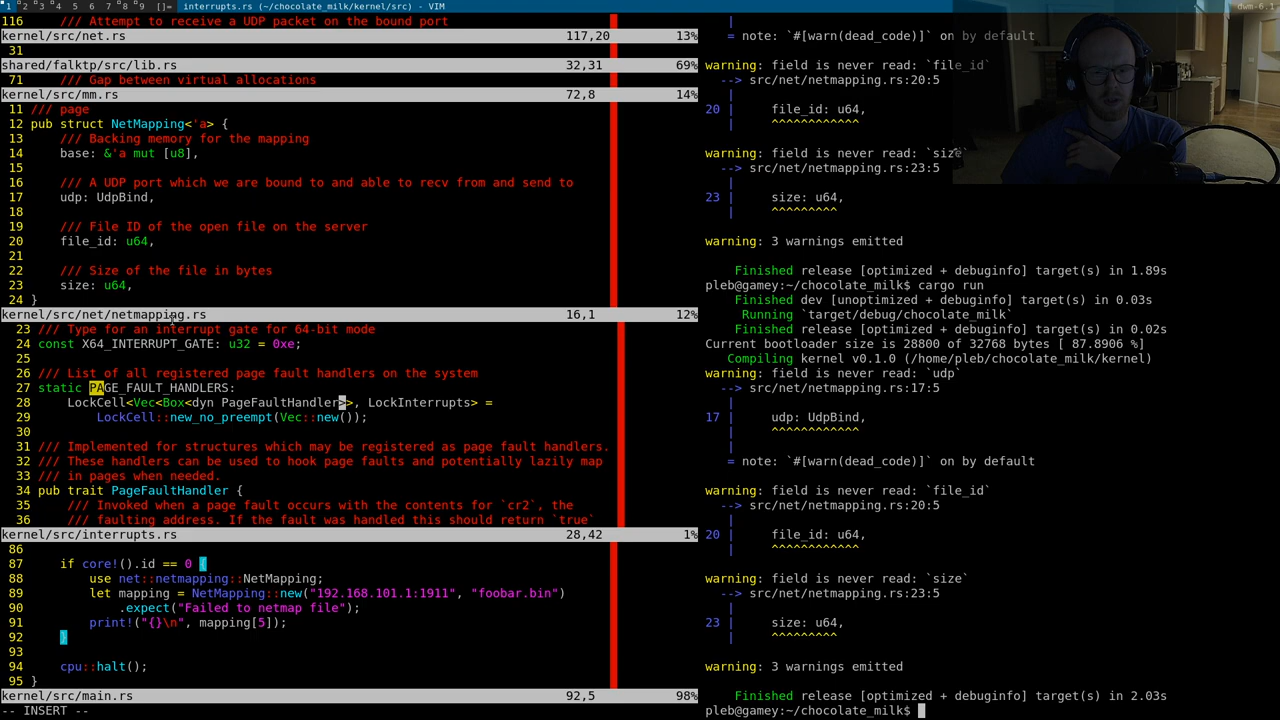 1 2 3 4 5 6 7 8 9 []= interrupts.rs (~/chocolate_milk/kernel/src) - VIM dwm-6.1
116     /// Attempt to receive a UDP packet on the bound port
kernel/src/net.rs 117,20 13%
31
shared/falktp/src/lib.rs 32,31 69%
71     /// Gap between virtual allocations
kernel/src/mm.rs 72,8 14%
11 /// page
12 pub struct NetMapping<'a> {
13     /// Backing memory for the mapping
14     base: &'a mut [u8],
15
16     /// A UDP port which we are bound to and able to recv from and send to
17     udp: UdpBind,
18
19     /// File ID of the open file on the server
20     file_id: u64,
21
22     /// Size of the file in bytes
23     size: u64,
24 }
kernel/src/net/netmapping.rs 16,1 12%
23 /// Type for an interrupt gate for 64-bit mode
24 const X64_INTERRUPT_GATE: u32 = 0xe;
25
26 /// List of all registered page fault handlers on the system
27 static PAGE_FAULT_HANDLERS:
28     LockCell<Vec<Box<dyn PageFaultHandler>>, LockInterrupts> =
29         LockCell::new_no_preempt(Vec::new());
30
31 /// Implemented for structures which may be registered as page fault handlers.
32 /// These handlers can be used to hook page faults and potentially lazily map
33 /// in pages when needed.
34 pub trait PageFaultHandler {
35     /// Invoked when a page fault occurs with the contents for `cr2`, the
36     /// faulting address. If the fault was handled this should return `true`
kernel/src/interrupts.rs 28,42 1%
86
87     if core!().id == 0 {
88         use net::netmapping::NetMapping;
89         let mapping = NetMapping::new("192.168.101.1:1911", "foobar.bin")
90             .expect("Failed to netmap file");
91         print!("{}\n", mapping[5]);
92     }
93
94     cpu::halt();
95 }
kernel/src/main.rs 92,5 98%
-- INSERT --
|
= note: `#[warn(dead_code)]` on by default
warning: field is never read: `file_id`
--> src/net/netmapping.rs:20:5
|
20 |     file_id: u64,
|     ^^^^^^^^^^^^
warning: field is never read: `size`
--> src/net/netmapping.rs:23:5
|
23 |     size: u64,
|     ^^^^^^^^^
warning: 3 warnings emitted
Finished release [optimized + debuginfo] target(s) in 1.89s
pleb@gamey:~/chocolate_milk$ cargo run
Finished dev [unoptimized + debuginfo] target(s) in 0.03s
Running `target/debug/chocolate_milk`
Finished release [optimized + debuginfo] target(s) in 0.02s
Current bootloader size is 28800 of 32768 bytes [ 87.8906 %]
Compiling kernel v0.1.0 (/home/pleb/chocolate_milk/kernel)
warning: field is never read: `udp`
--> src/net/netmapping.rs:17:5
|
17 |     udp: UdpBind,
|     ^^^^^^^^^^^^
|
= note: `#[warn(dead_code)]` on by default
warning: field is never read: `file_id`
--> src/net/netmapping.rs:20:5
|
20 |     file_id: u64,
|     ^^^^^^^^^^^^
warning: field is never read: `size`
--> src/net/netmapping.rs:23:5
|
23 |     size: u64,
|     ^^^^^^^^^
warning: 3 warnings emitted
Finished release [optimized + debuginfo] target(s) in 2.03s
pleb@gamey:~/chocolate_milk$